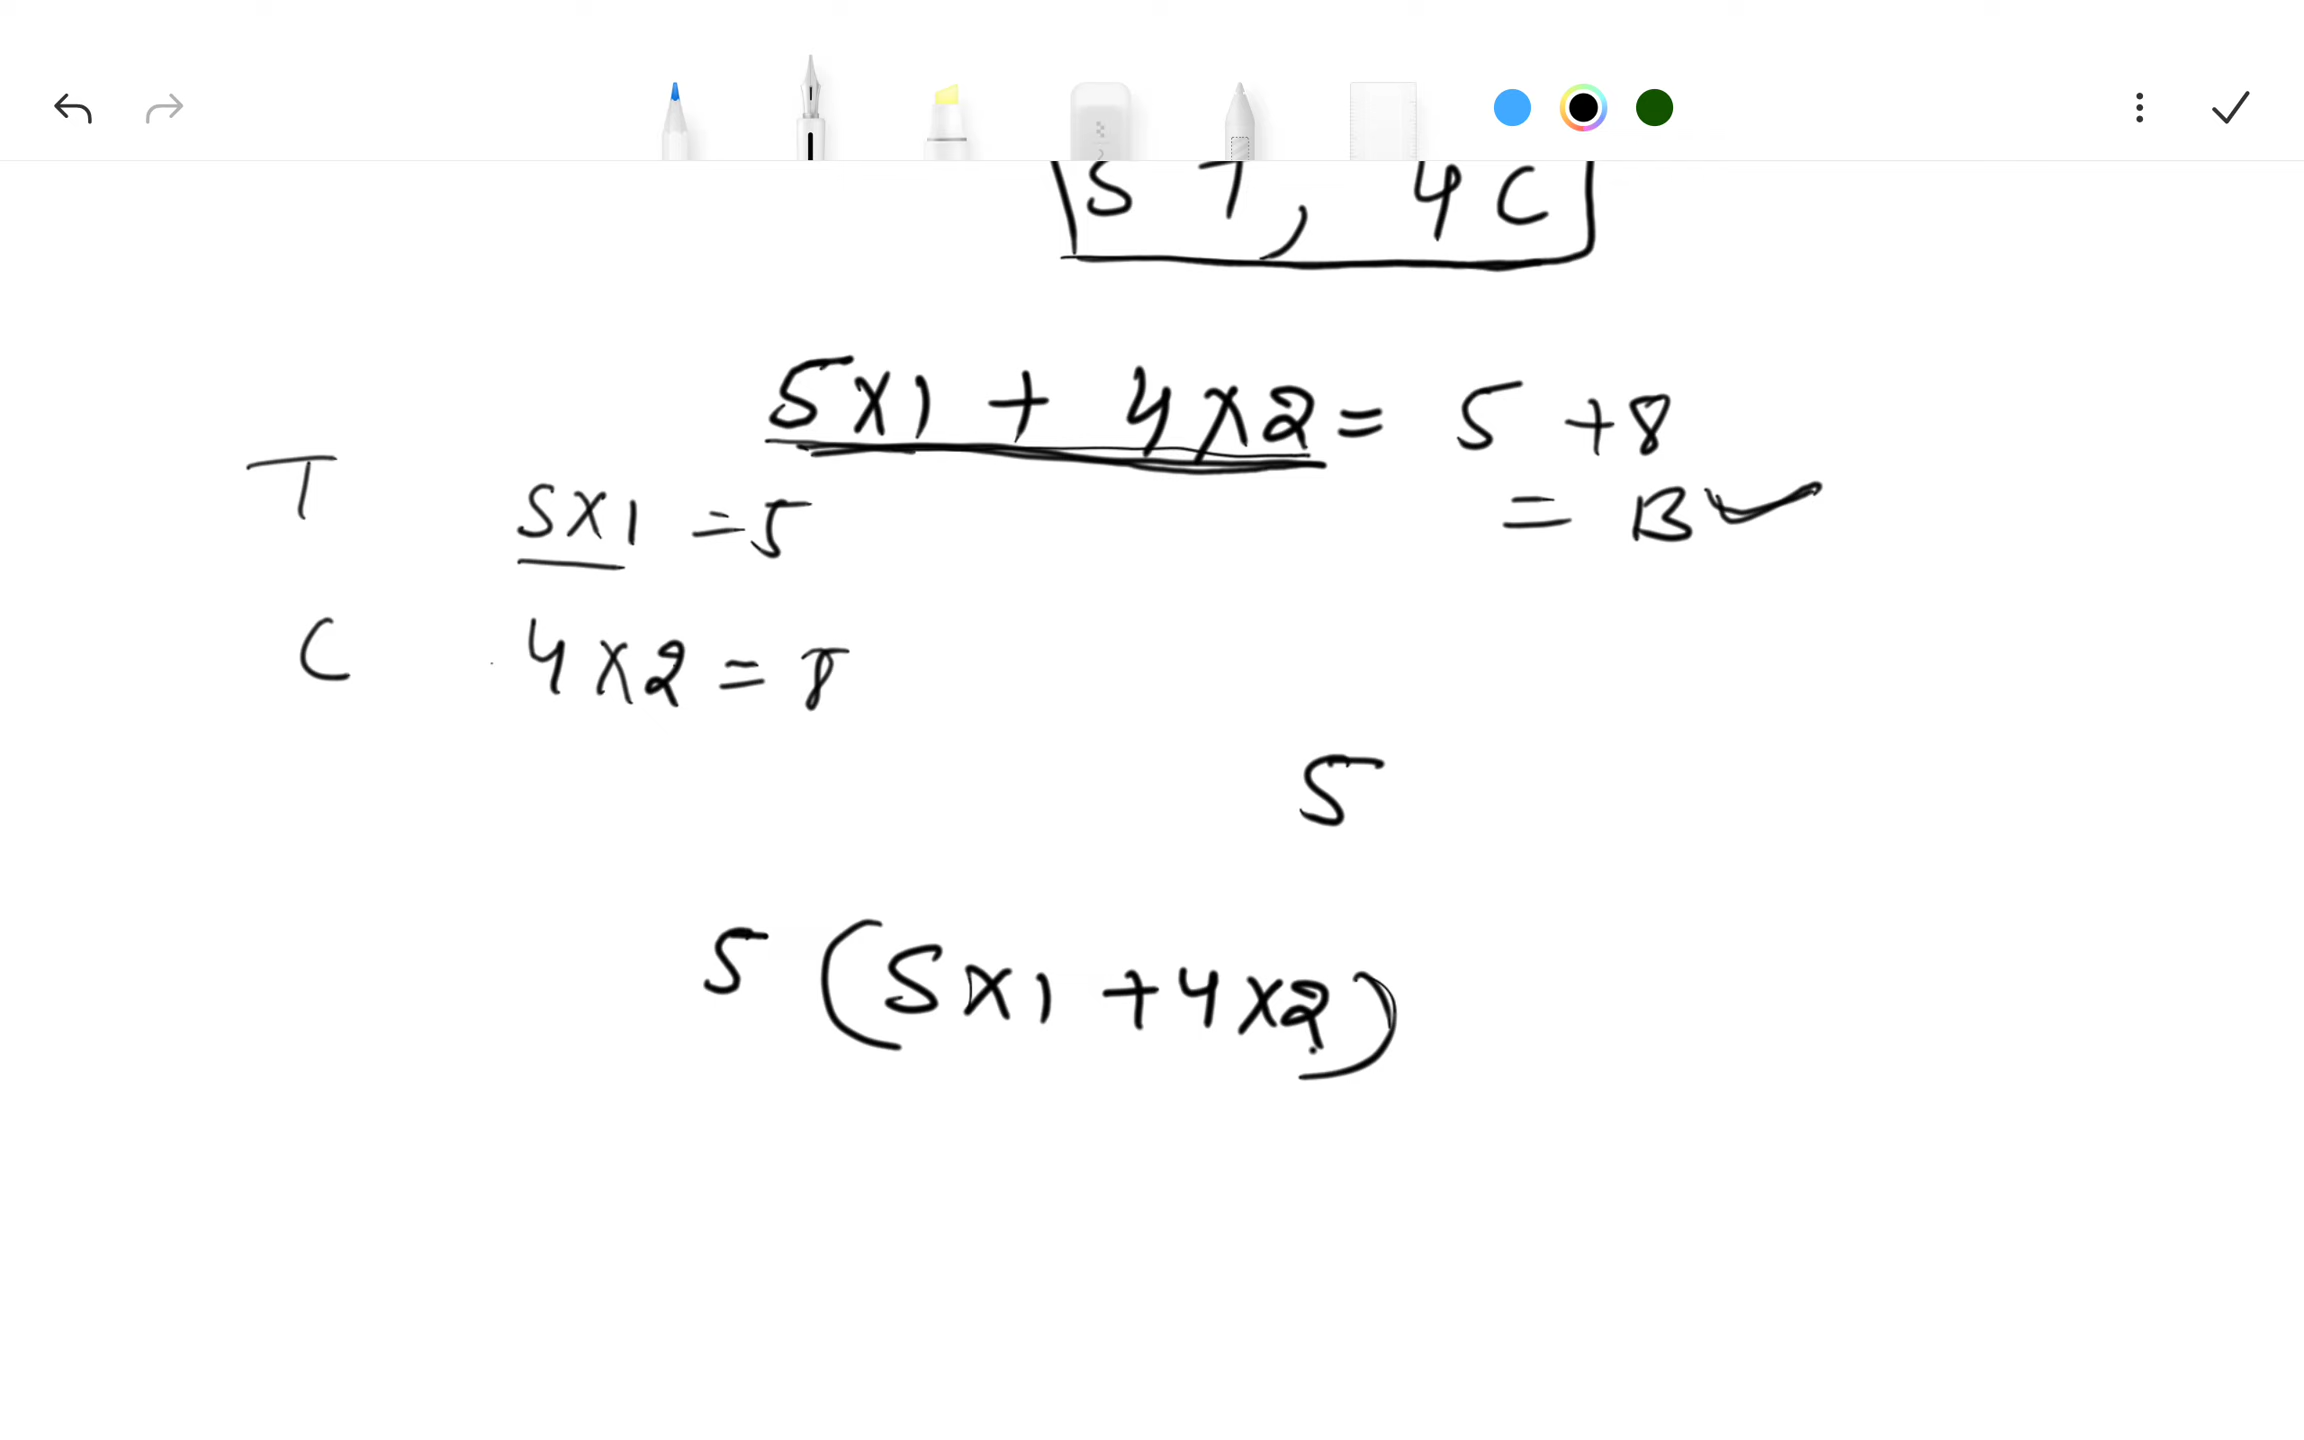 5 T, 4 C
5x1 + 4x2 = 5 + 8
= 13
T 5x1 = 5
C 4x2 = 8
5
5 (5x1 + 4x2)